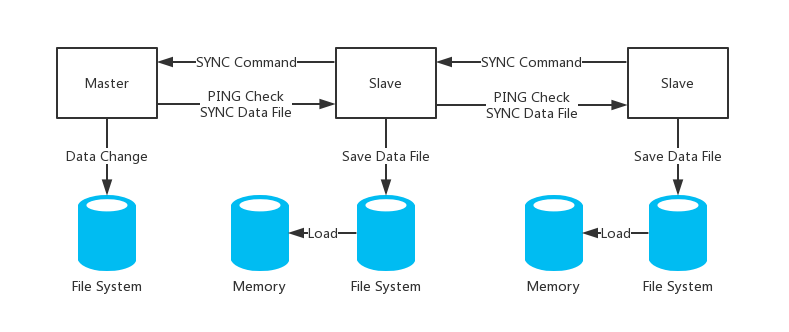 SYNC Command
SYNC Command
Master
Slave
Slave
PING Check
SYNC Data File
PING Check
SYNC Data File
Data Change
Save Data File
Save Data File
Load
Load
File System
Memory
File System
Memory
File System